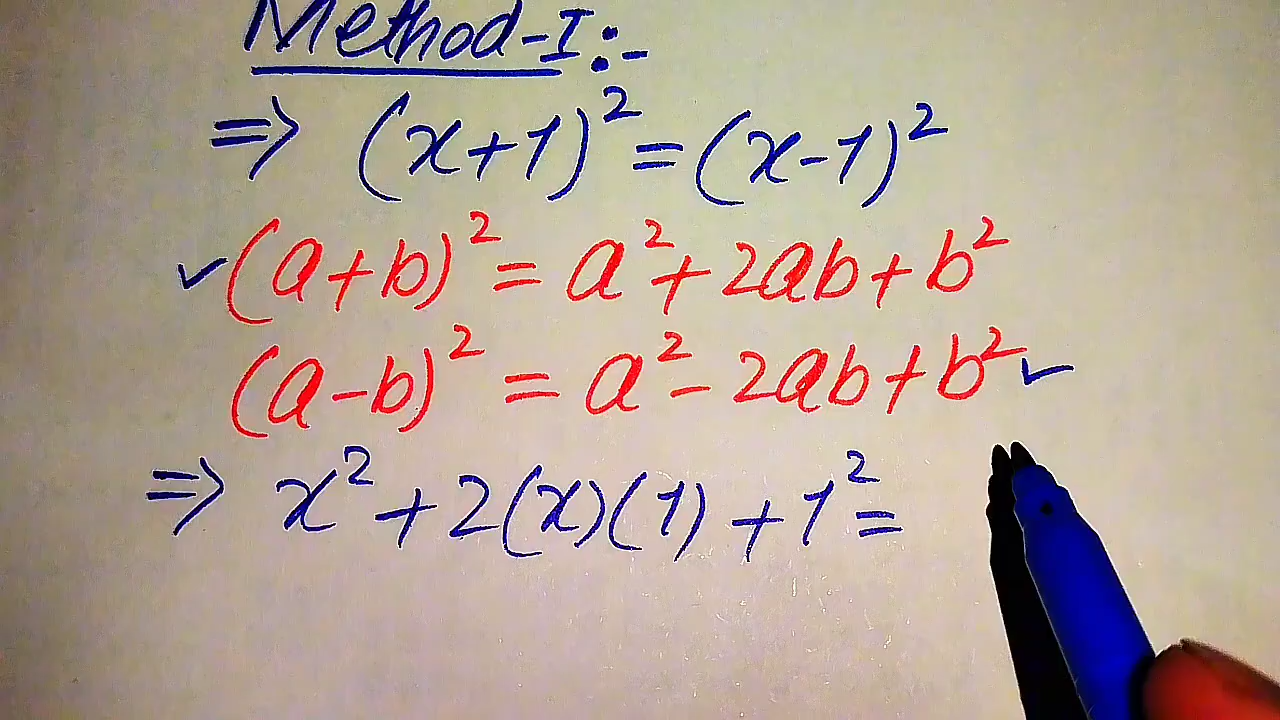 Method-I:-
=> (x+1)² = (x-1)²
✓(a+b)² = a²+2ab+b²
(a-b)² = a²-2ab+b² ✓
=> x²+2(x)(1)+1² =